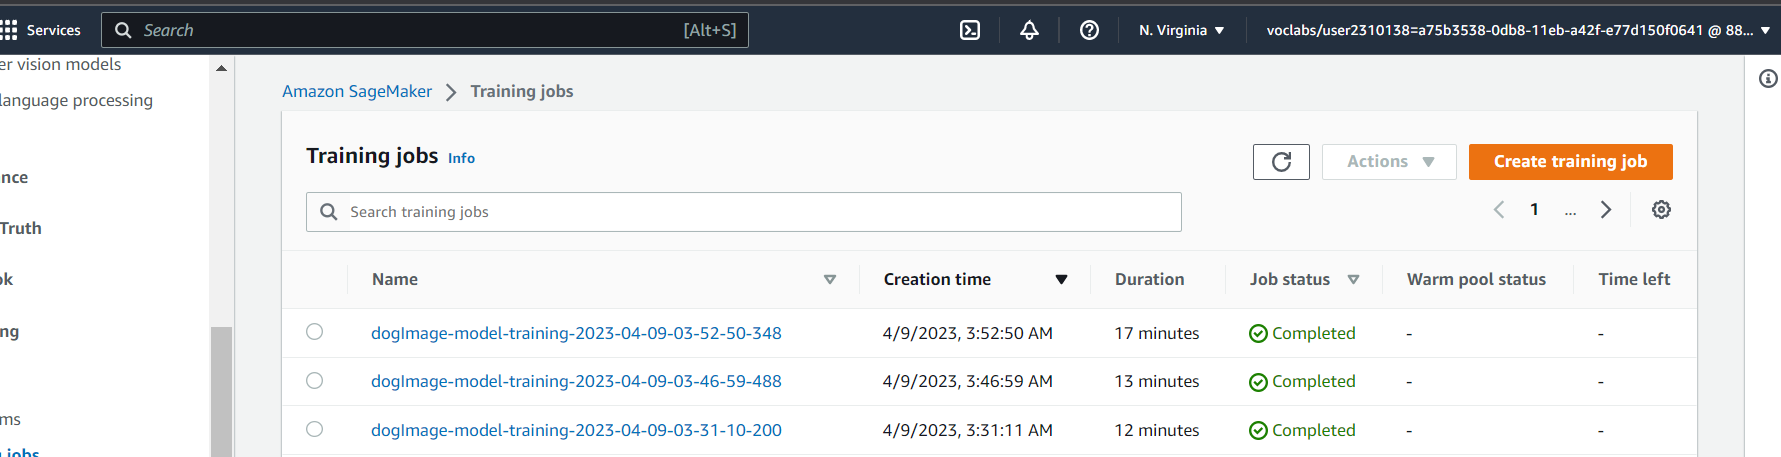 Services
Search [Alt+S]
N. Virginia
voclabs/user2310138=a75b3538-0db8-11eb-a42f-e77d150f0641 @ 88...
er vision models
language processing
nce
Truth
ok
ng
ms
jobs
Amazon SageMaker > Training jobs
Training jobs Info
Actions
Create training job
Search training jobs
1 ...
Name Creation time Duration Job status Warm pool status Time left
dogImage-model-training-2023-04-09-03-52-50-348 4/9/2023, 3:52:50 AM 17 minutes Completed - -
dogImage-model-training-2023-04-09-03-46-59-488 4/9/2023, 3:46:59 AM 13 minutes Completed - -
dogImage-model-training-2023-04-09-03-31-10-200 4/9/2023, 3:31:11 AM 12 minutes Completed - -